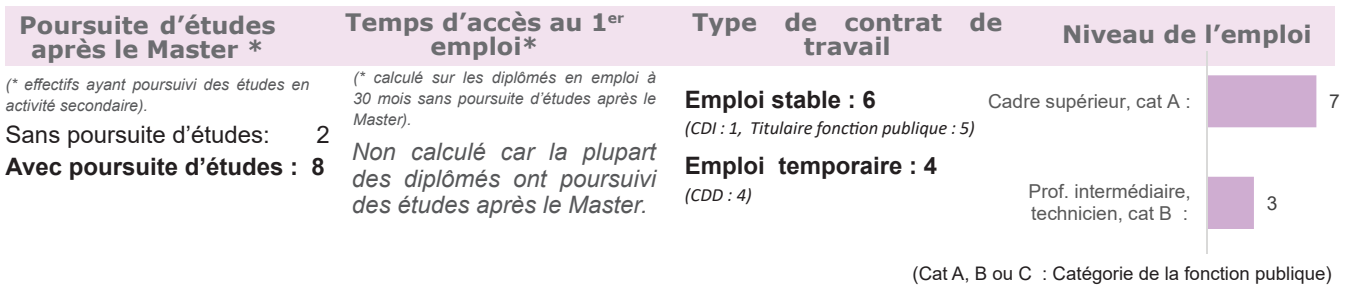 Poursuite d’études
après le Master *
(* effectifs ayant poursuivi des études en
activité secondaire).
Sans poursuite d’études: 2
Avec poursuite d’études : 8
Temps d’accès au 1er
emploi*
(* calculé sur les diplômés en emploi à
30 mois sans poursuite d’études après le
Master).
Non calculé car la plupart
des diplômés ont poursuivi
des études après le Master.
Type de contrat de
travail
Emploi stable : 6
(CDI : 1, Titulaire fonction publique : 5)
Emploi temporaire : 4
(CDD : 4)
Niveau de l’emploi
Cadre supérieur, cat A : 7
Prof. intermédiaire,
technicien, cat B : 3
(Cat A, B ou C : Catégorie de la fonction publique)